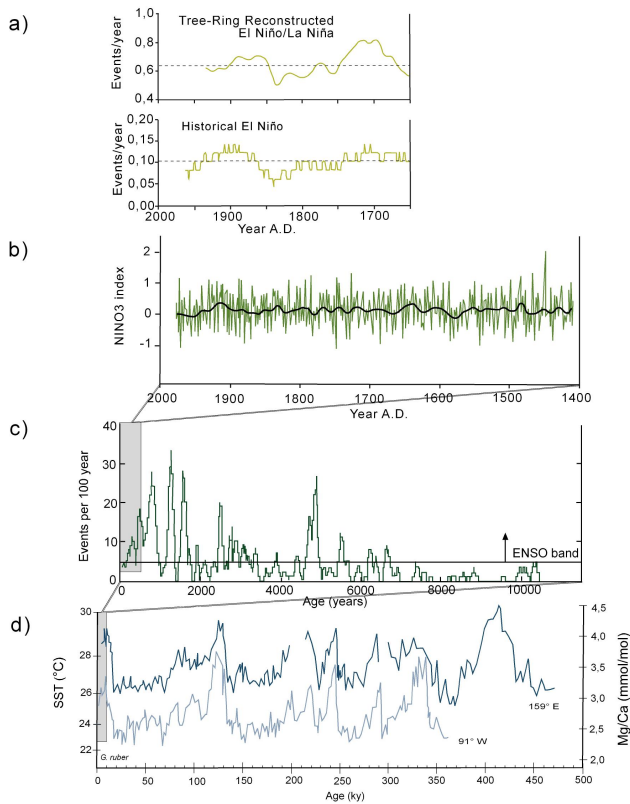 a)
Tree-Ring Reconstructed
El Niño/La Niña
Events/year
1,0
0,8
0,6
0,4
Historical El Niño
Events/year
0,20
0,15
0,10
0,05
0,00
2000 1900 1800 1700
Year A.D.
b)
NINO3 index
2
1
0
-1
2000 1900 1800 1700 1600 1500 1400
Year A.D.
c)
Events per 100 year
40
30
20
10
0
ENSO band
0 2000 4000 6000 8000 10000
Age (years)
d)
SST (°C)
30
28
26
24
22
4,5
4,0
3,5
3,0
2,5
2,0
Mg/Ca (mmol/mol)
159° E
91° W
G. ruber
0 50 100 150 200 250 300 350 400 450 500
Age (ky)